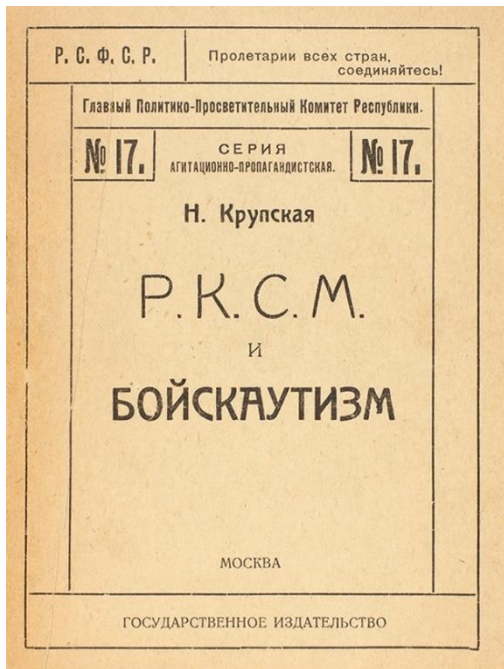 Р. С. Ф. С. Р.
Пролетарии всех стран,
соединяйтесь!
Главный Политико-Просветительный Комитет Республики.
№ 17.
СЕРИЯ
АГИТАЦИОННО-ПРОПАГАНДИСТСКАЯ.
№ 17.
Н. Крупская
Р. К. С. М.
И
БОЙСКАУТИЗМ
МОСКВА
ГОСУДАРСТВЕННОЕ ИЗДАТЕЛЬСТВО